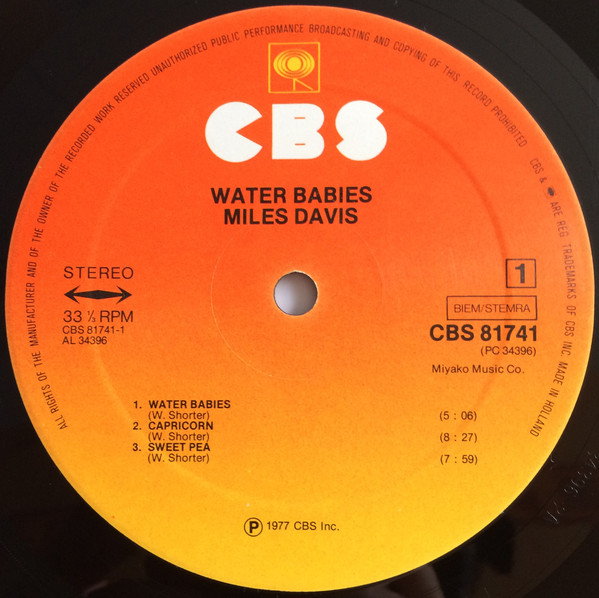 ALL RIGHTS OF THE MANUFACTURER AND OF THE OWNER OF THE RECORDED WORK RESERVED UNAUTHORIZED PUBLIC PERFORMANCE BROADCASTING AND COPYING OF THIS RECORD PROHIBITED CBS & ARE REG TRADEMARKS OF CBS INC. MADE IN HOLLAND
CBS
WATER BABIES
MILES DAVIS
STEREO
33 ⅓ RPM
CBS 81741-1
AL 34396
1
BIEM/STEMRA
CBS 81741
(PC 34396)
Miyako Music Co.
1. WATER BABIES (5 : 06)
(W. Shorter)
2. CAPRICORN (8 : 27)
(W. Shorter)
3. SWEET PEA (7 : 59)
(W. Shorter)
Ⓟ 1977 CBS Inc.